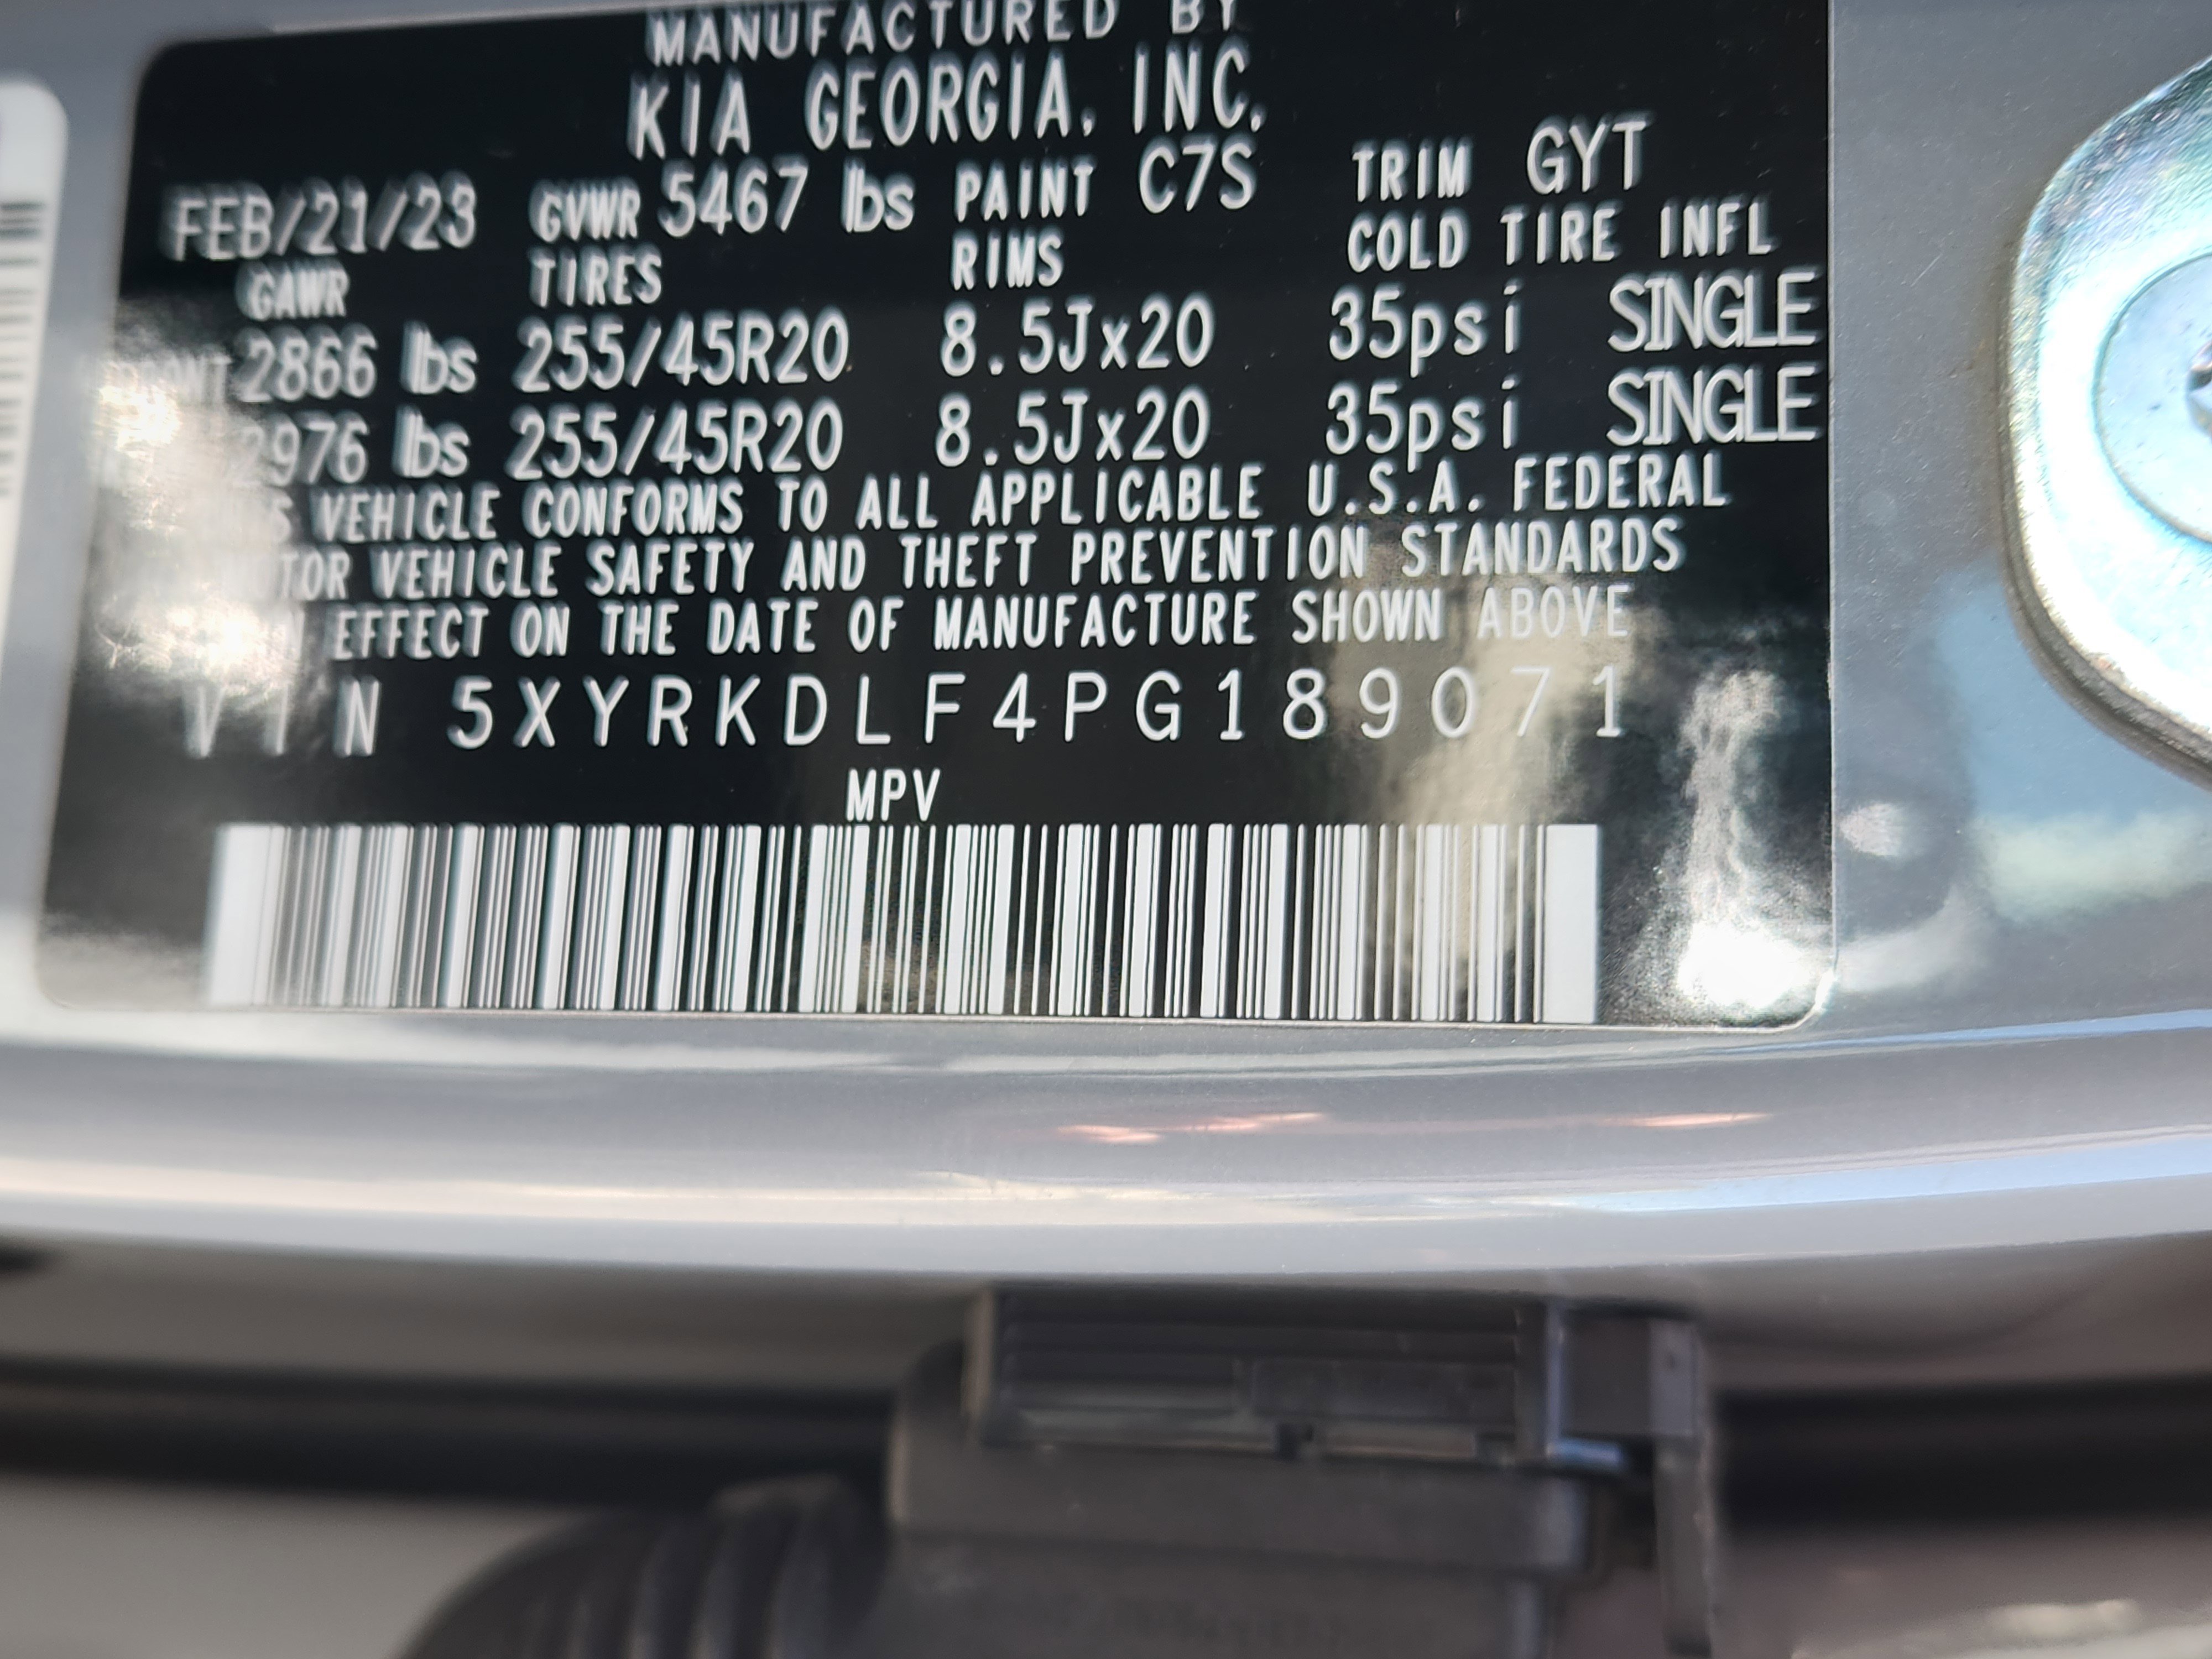 MANUFACTURED BY
KIA GEORGIA, INC.
FEB/21/23 GVWR 5467 lbs PAINT C7S TRIM GYT
GAWR TIRES RIMS COLD TIRE INFL
FRONT 2866 lbs 255/45R20 8.5Jx20 35psi SINGLE
2976 lbs 255/45R20 8.5Jx20 35psi SINGLE
VEHICLE CONFORMS TO ALL APPLICABLE U.S.A. FEDERAL
VEHICLE SAFETY AND THEFT PREVENTION STANDARDS
EFFECT ON THE DATE OF MANUFACTURE SHOWN ABOVE
VIN 5XYRKDLF4PG189071
MPV